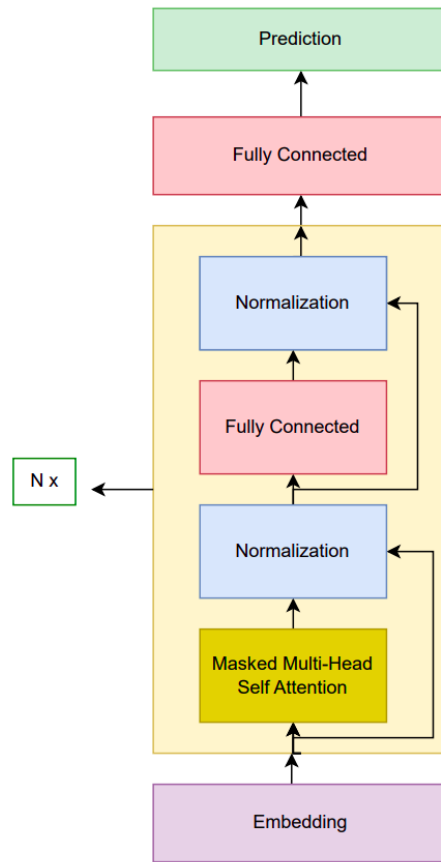 Prediction
Fully Connected
Normalization
Fully Connected
N x
Normalization
Masked Multi-Head
Self Attention
Embedding